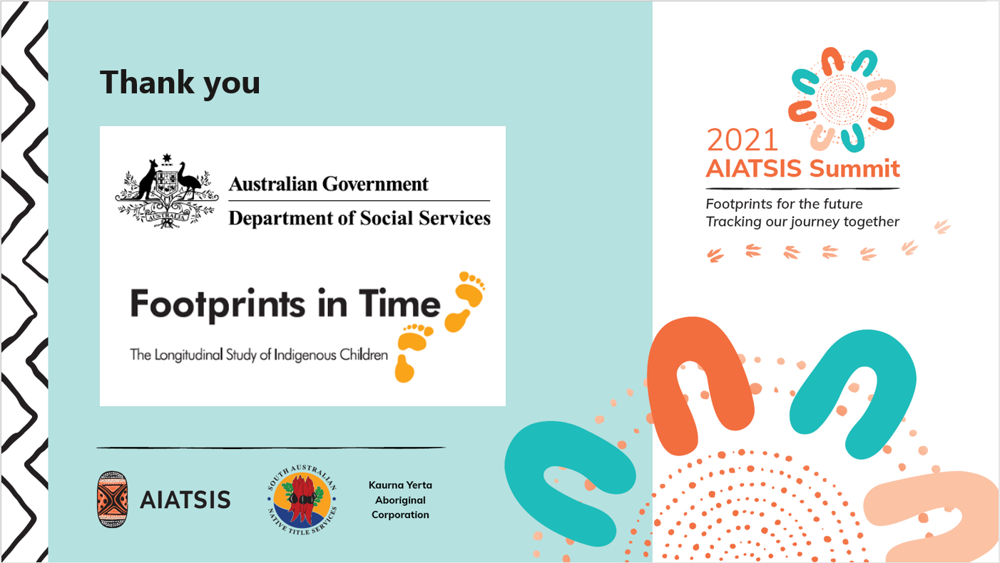 Thank you
Australian Government
Department of Social Services
AUSTRALIA
Footprints in Time
The Longitudinal Study of Indigenous Children
AIATSIS
SOUTH AUSTRALIAN
NATIVE TITLE SERVICES
Kaurna Yerta
Aboriginal
Corporation
2021
AIATSIS Summit
Footprints for the future
Tracking our journey together